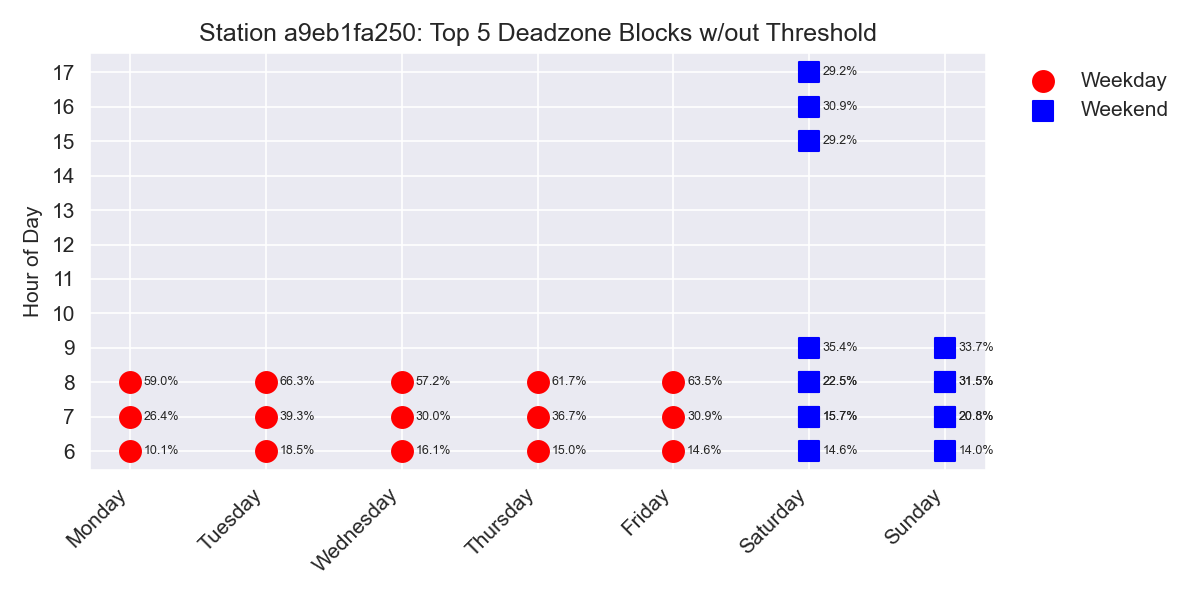 Station a9eb1fa250: Top 5 Deadzone Blocks w/out Threshold
Weekday
Weekend
Hour of Day
17 29.2%
16 30.9%
15 29.2%
14
13
12
11
10
9 35.4% 33.7%
8 59.0% 66.3% 57.2% 61.7% 63.5% 22.5% 31.5%
7 26.4% 39.3% 30.0% 36.7% 30.9% 15.7% 20.8%
6 10.1% 18.5% 16.1% 15.0% 14.6% 14.6% 14.0%
Monday Tuesday Wednesday Thursday Friday Saturday Sunday